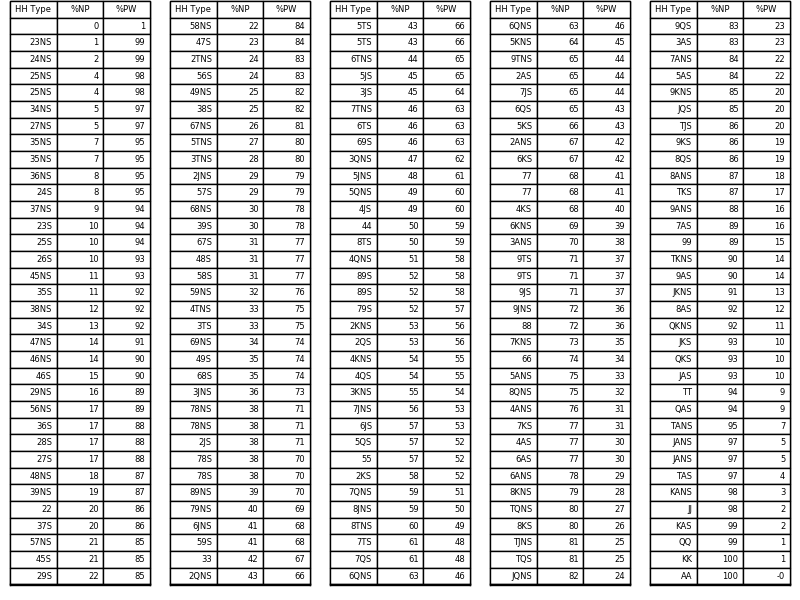 HH Type %NP %PW
0 1
23NS 1 99
24NS 2 99
25NS 4 98
25NS 4 98
34NS 5 97
27NS 5 97
35NS 7 95
35NS 7 95
36NS 8 95
24S 8 95
37NS 9 94
23S 10 94
25S 10 94
26S 10 93
45NS 11 93
35S 11 92
38NS 12 92
34S 13 92
47NS 14 91
46NS 14 90
46S 15 90
29NS 16 89
56NS 17 89
36S 17 88
28S 17 88
27S 17 88
48NS 18 87
39NS 19 87
22 20 86
37S 20 86
57NS 21 85
45S 21 85
29S 22 85
HH Type %NP %PW
58NS 22 84
47S 23 84
2TNS 24 83
56S 24 83
49NS 25 82
38S 25 82
67NS 26 81
5TNS 27 80
3TNS 28 80
2JNS 29 79
57S 29 79
68NS 30 78
39S 30 78
67S 31 77
48S 31 77
58S 31 77
59NS 32 76
4TNS 33 75
3TS 33 75
69NS 34 74
49S 35 74
68S 35 74
3JNS 36 73
78NS 38 71
78NS 38 71
2JS 38 71
78S 38 70
78S 38 70
89NS 39 70
79NS 40 69
6JNS 41 68
59S 41 68
33 42 67
2QNS 43 66
HH Type %NP %PW
5TS 43 66
5TS 43 66
6TNS 44 65
5JS 45 65
3JS 45 64
7TNS 46 63
6TS 46 63
69S 46 63
3QNS 47 62
5JNS 48 61
5QNS 49 60
4JS 49 60
44 50 59
8TS 50 59
4QNS 51 58
89S 52 58
89S 52 58
79S 52 57
2KNS 53 56
2QS 53 56
4KNS 54 55
4QS 54 55
3KNS 55 54
7JNS 56 53
6JS 57 53
5QS 57 52
55 57 52
2KS 58 52
7QNS 59 51
8JNS 59 50
8TNS 60 49
7TS 61 48
7QS 61 48
6QNS 63 46
HH Type %NP %PW
6QNS 63 46
5KNS 64 45
9TNS 65 44
2AS 65 44
7JS 65 44
6QS 65 43
5KS 66 43
2ANS 67 42
6KS 67 42
77 68 41
77 68 41
4KS 68 40
6KNS 69 39
3ANS 70 38
9TS 71 37
9TS 71 37
9JS 71 37
9JNS 72 36
88 72 36
7KNS 73 35
66 74 34
5ANS 75 33
8QNS 75 32
4ANS 76 31
7KS 77 31
4AS 77 30
6AS 77 30
6ANS 78 29
8KNS 79 28
TQNS 80 27
8KS 80 26
TJNS 81 25
TQS 81 25
JQNS 82 24
HH Type %NP %PW
9QS 83 23
3AS 83 23
7ANS 84 22
5AS 84 22
9KNS 85 20
JQS 85 20
TJS 86 20
9KS 86 19
8QS 86 19
8ANS 87 18
TKS 87 17
9ANS 88 16
7AS 89 16
99 89 15
TKNS 90 14
9AS 90 14
JKNS 91 13
8AS 92 12
QKNS 92 11
JKS 93 10
QKS 93 10
JAS 93 10
TT 94 9
QAS 94 9
TANS 95 7
JANS 97 5
JANS 97 5
TAS 97 4
KANS 98 3
JJ 98 2
KAS 99 2
QQ 99 1
KK 100 1
AA 100 -0